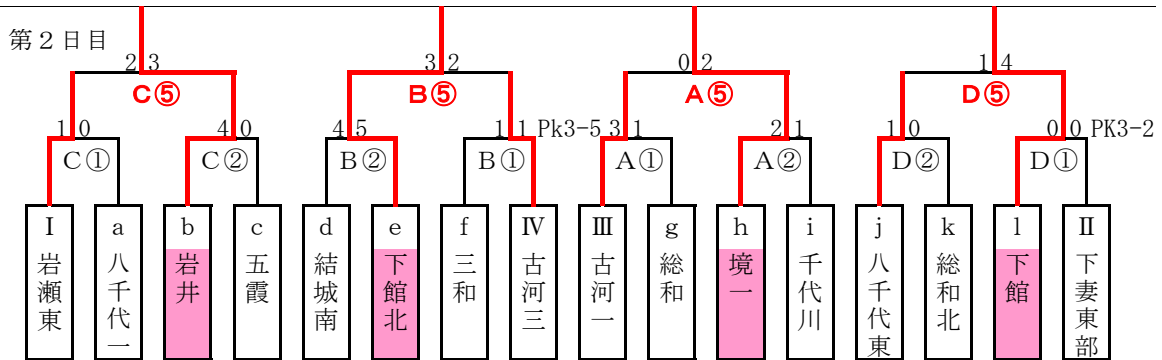 第2日目
2 3 3 2 0 2 1 4
C⑤ B⑤ A⑤ D⑤
1 0 4 0 4 5 1 1 Pk3-5 3 1 2 1 1 0 0 0 PK3-2
C① C② B② B① A① A② D② D①
Ⅰ a b c d e f Ⅳ Ⅲ g h i j k l Ⅱ
岩瀬東
八千代一
岩井
五霞
結城南
下館北
三和
古河三
古河一
総和
境一
千代川
八千代東
総和北
下館
下妻東部